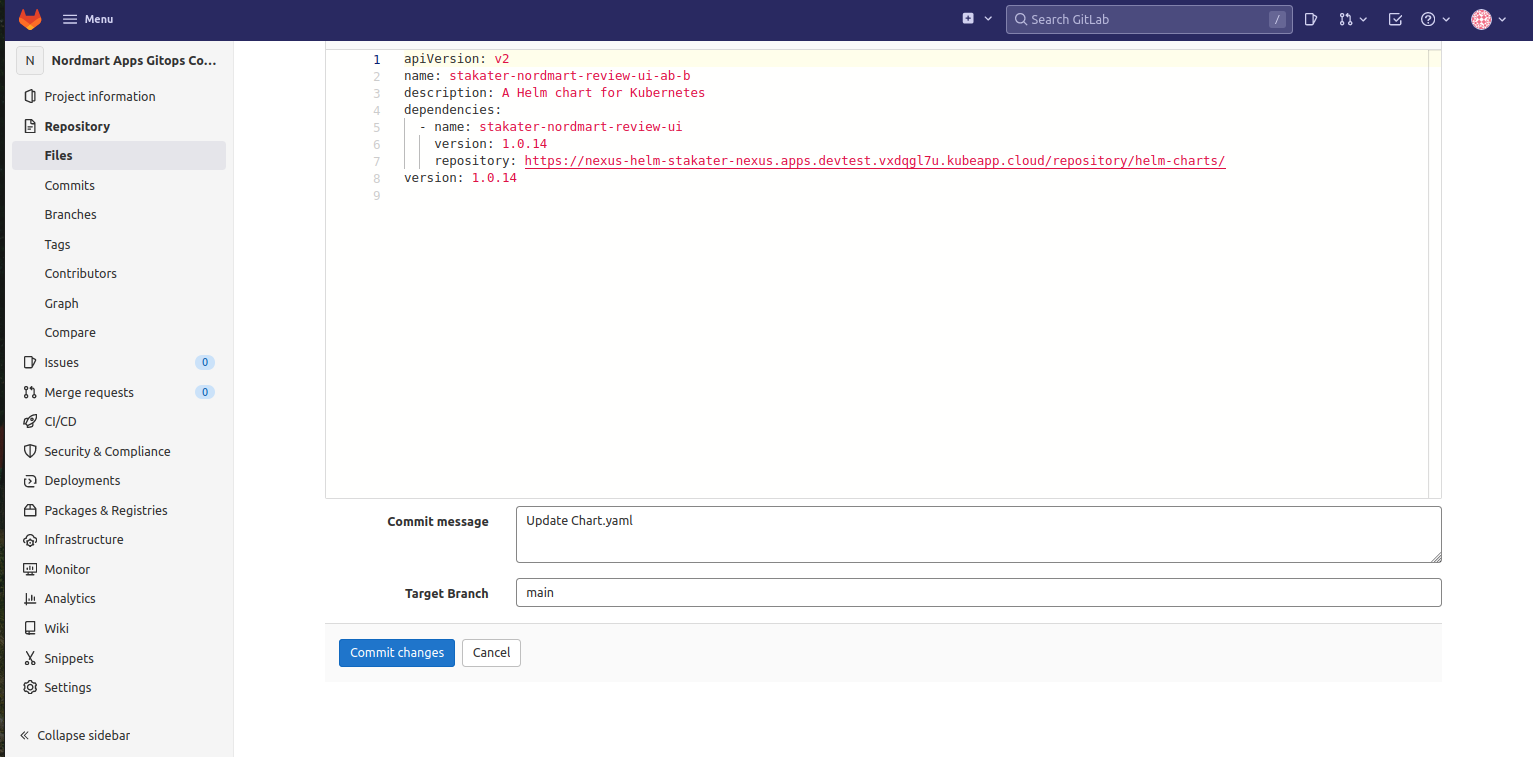 Menu
Search GitLab
/
N Nordmart Apps Gitops Co...
Project information
Repository
Files
Commits
Branches
Tags
Contributors
Graph
Compare
Issues 0
Merge requests 0
CI/CD
Security & Compliance
Deployments
Packages & Registries
Infrastructure
Monitor
Analytics
Wiki
Snippets
Settings
Collapse sidebar
1 apiVersion: v2
2 name: stakater-nordmart-review-ui-ab-b
3 description: A Helm chart for Kubernetes
4 dependencies:
5 - name: stakater-nordmart-review-ui
6 version: 1.0.14
7 repository: https://nexus-helm-stakater-nexus.apps.devtest.vxdqgl7u.kubeapp.cloud/repository/helm-charts/
8 version: 1.0.14
9
Commit message
Update Chart.yaml
Target Branch
main
Commit changes
Cancel